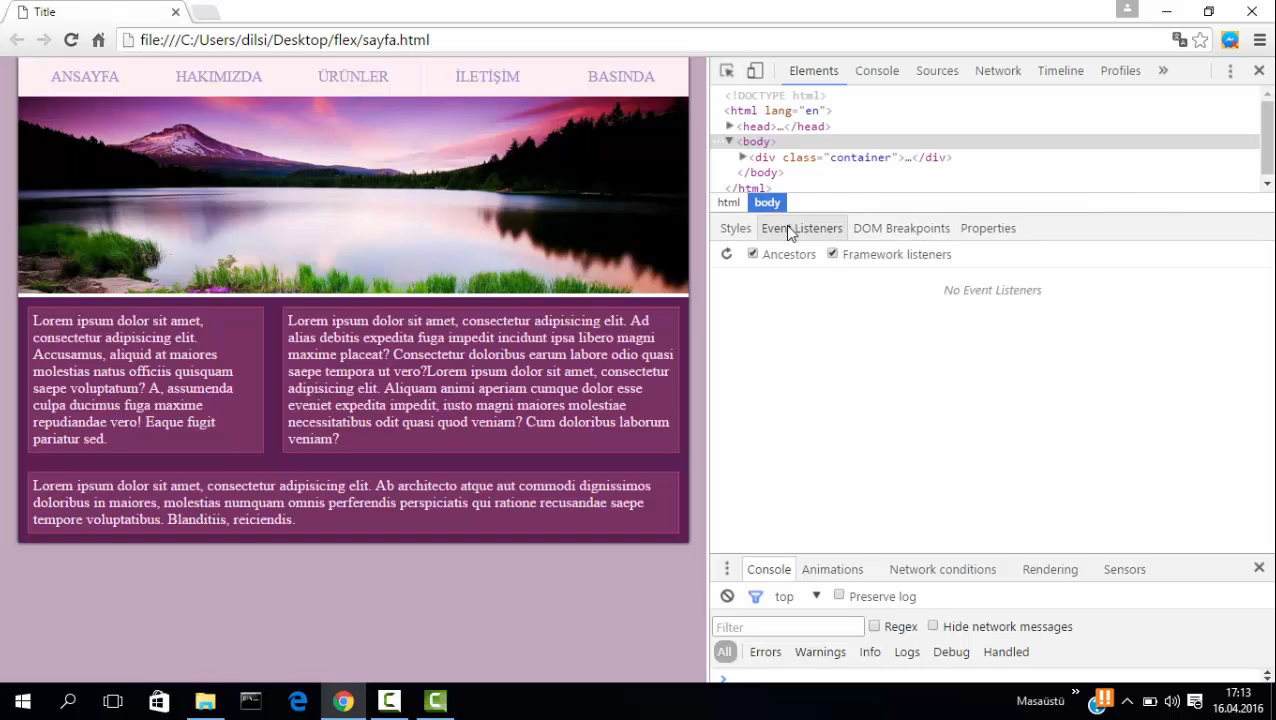 Title
file:///C:/Users/dilsi/Desktop/flex/sayfa.html
ANSAYFA HAKIMIZDA ÜRÜNLER İLETİŞİM BASINDA
Lorem ipsum dolor sit amet,
consectetur adipisicing elit.
Accusamus, aliquid at maiores
molestias natus officiis quisquam
saepe voluptatum? A, assumenda
culpa ducimus fuga maxime
repudiandae vero! Eaque fugit
pariatur sed.
Lorem ipsum dolor sit amet, consectetur adipisicing elit. Ad
alias debitis expedita fuga impedit incidunt ipsa libero magni
maxime placeat? Consectetur doloribus earum labore odio quasi
saepe tempora ut vero?Lorem ipsum dolor sit amet, consectetur
adipisicing elit. Aliquam animi aperiam cumque dolor esse
eveniet expedita impedit, iusto magni maiores molestiae
necessitatibus odit quasi quod veniam? Cum doloribus laborum
veniam?
Lorem ipsum dolor sit amet, consectetur adipisicing elit. Ab architecto atque aut commodi dignissimos
doloribus in maiores, molestias numquam omnis perferendis perspiciatis qui ratione recusandae saepe
tempore voluptatibus. Blanditiis, reiciendis.
Elements Console Sources Network Timeline Profiles »
<!DOCTYPE html>
<html lang="en">
<head>…</head>
<body>
<div class="container">…</div>
</body>
</html>
html body
Styles Event Listeners DOM Breakpoints Properties
Ancestors Framework listeners
No Event Listeners
Console Animations Network conditions Rendering Sensors
top Preserve log
Filter Regex Hide network messages
All Errors Warnings Info Logs Debug Handled
Masaüstü » 17:13
16.04.2016